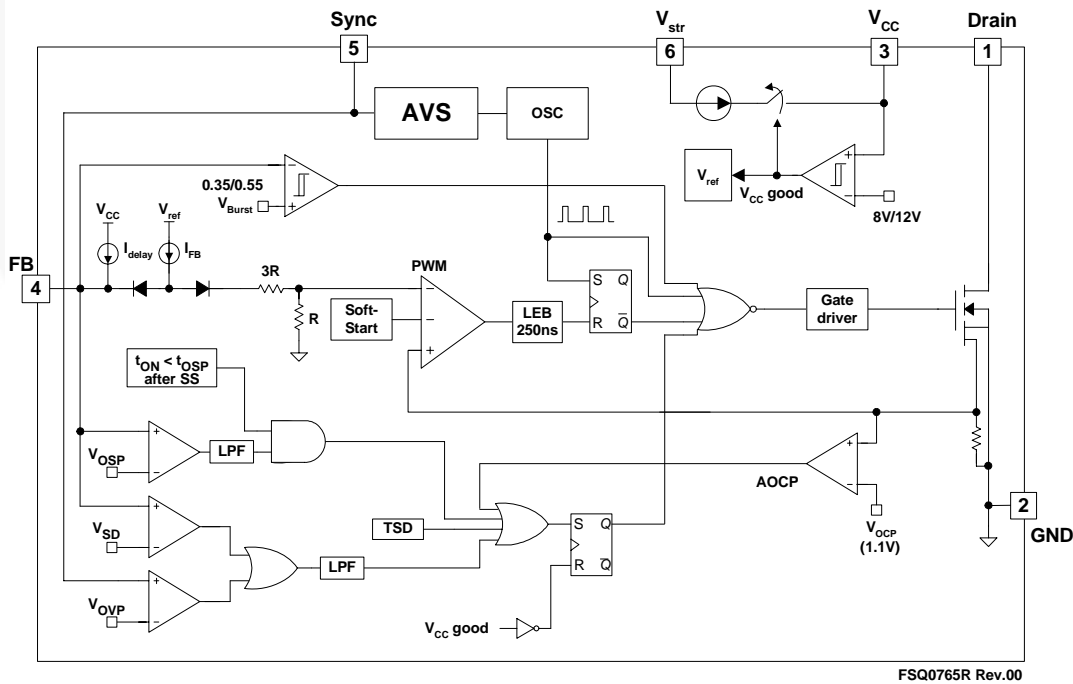 Sync
5
V_str
6
V_CC
3
Drain
1
AVS
OSC
V_ref
V_CC good
+
−
8V/12V
0.35/0.55
V_Burst
−
+
V_CC
V_ref
I_delay
I_FB
FB
4
3R
R
PWM
Soft-
Start
−
−
+
LEB
250ns
S Q
R Q̅
Gate
driver
t_ON < t_OSP
after SS
V_OSP
+
−
LPF
V_SD
+
−
V_OVP
+
−
LPF
TSD
S Q
R Q̅
V_CC good
AOCP
+
−
V_OCP
(1.1V)
2
GND
FSQ0765R Rev.00